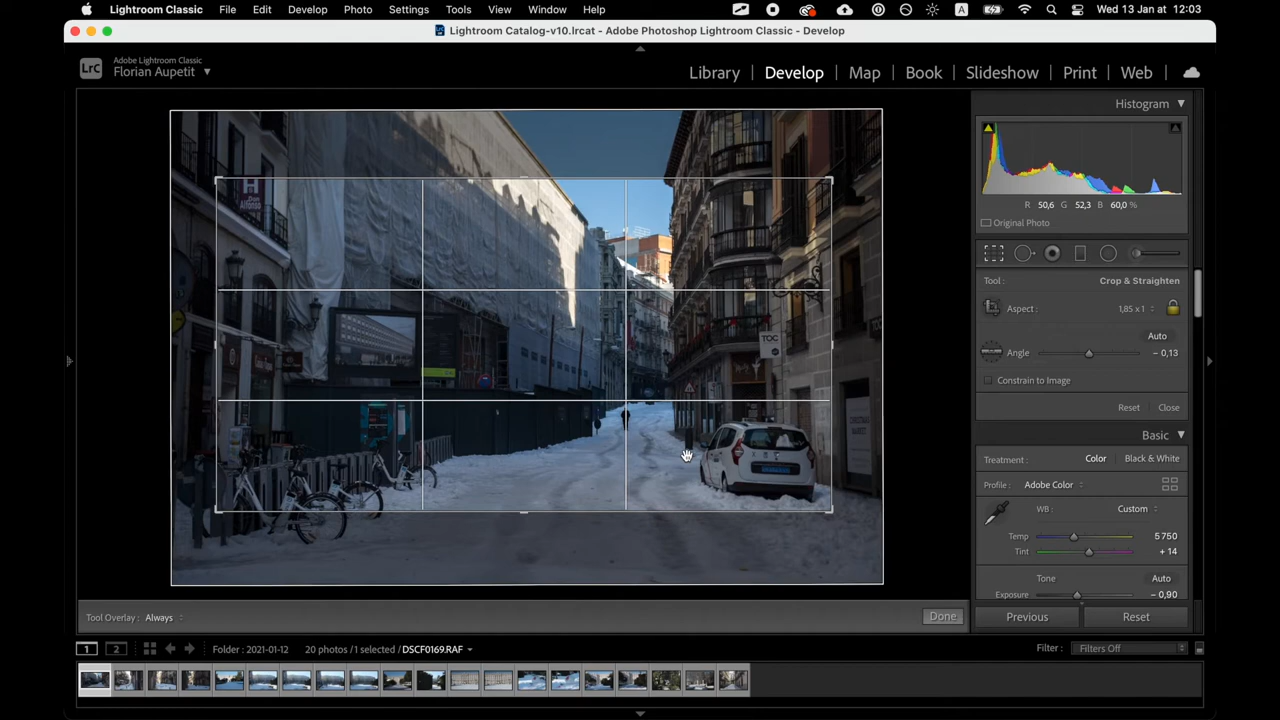 Lightroom Classic File Edit Develop Photo Settings Tools View Window Help A Wed 13 Jan at 12:03
Lightroom Catalog-v10.lrcat - Adobe Photoshop Lightroom Classic - Develop
LrC Adobe Lightroom Classic
Florian Aupetit
Library | Develop | Map | Book | Slideshow | Print | Web
Histogram
R 50,6 G 52,3 B 60,0 %
Original Photo
Tool : Crop & Straighten
Aspect : 1,85 x 1
Auto
Angle – 0,13
Constrain to Image
Reset Close
Basic
Treatment : Color Black & White
Profile : Adobe Color
WB : Custom
Temp 5 750
Tint + 14
Tone Auto
Exposure – 0,90
Previous Reset
H
TOC
Tool Overlay : Always Done
1 2 Folder : 2021-01-12 20 photos / 1 selected / DSCF0169.RAF Filter : Filters Off